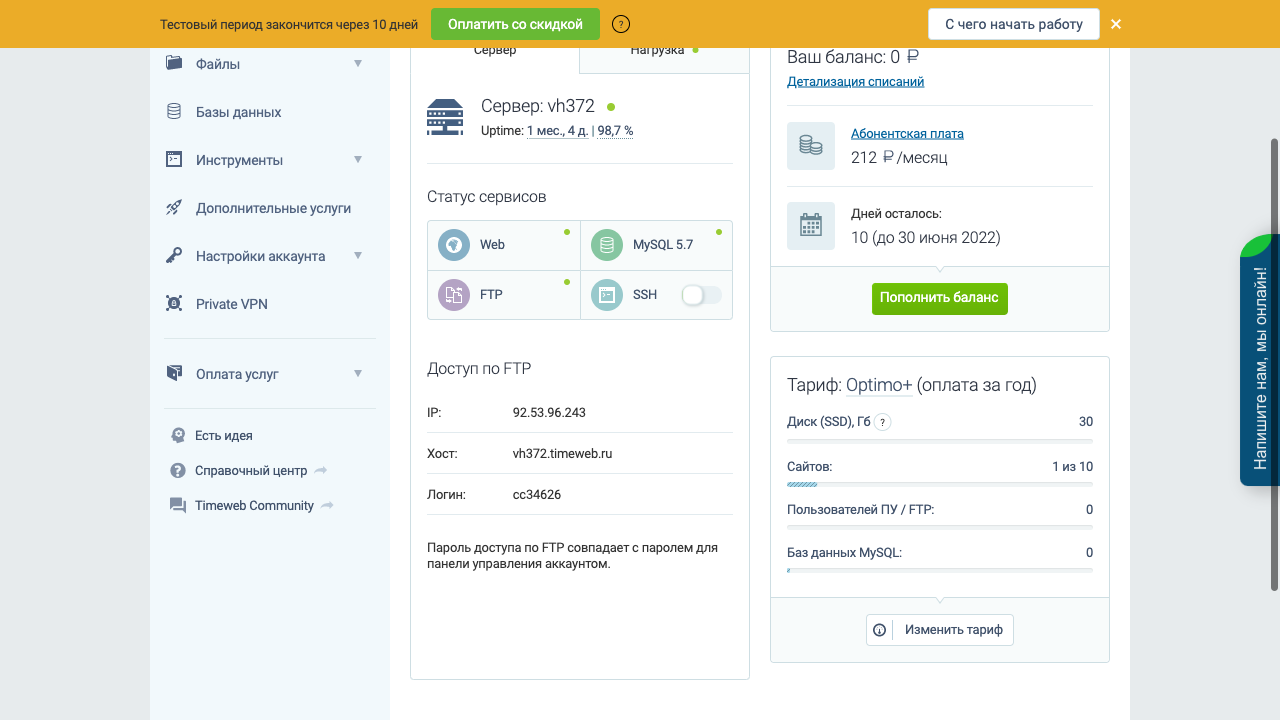 Тестовый период закончится через 10 дней
Оплатить со скидкой
?
С чего начать работу
Файлы
Базы данных
Инструменты
Дополнительные услуги
Настройки аккаунта
Private VPN
Оплата услуг
Есть идея
Справочный центр
Timeweb Community
Сервер
Нагрузка
Сервер: vh372
Uptime: 1 мес., 4 д. | 98,7 %
Статус сервисов
Web
MySQL 5.7
FTP
SSH
Доступ по FTP
IP: 92.53.96.243
Хост: vh372.timeweb.ru
Логин: cc34626
Пароль доступа по FTP совпадает с паролем для
панели управления аккаунтом.
Ваш баланс: 0 ₽
Детализация списаний
Абонентская плата
212 ₽/месяц
Дней осталось:
10 (до 30 июня 2022)
Пополнить баланс
Тариф: Optimo+ (оплата за год)
Диск (SSD), Гб ? 30
Сайтов: 1 из 10
Пользователей ПУ / FTP: 0
Баз данных MySQL: 0
Изменить тариф
Напишите нам, мы онлайн!